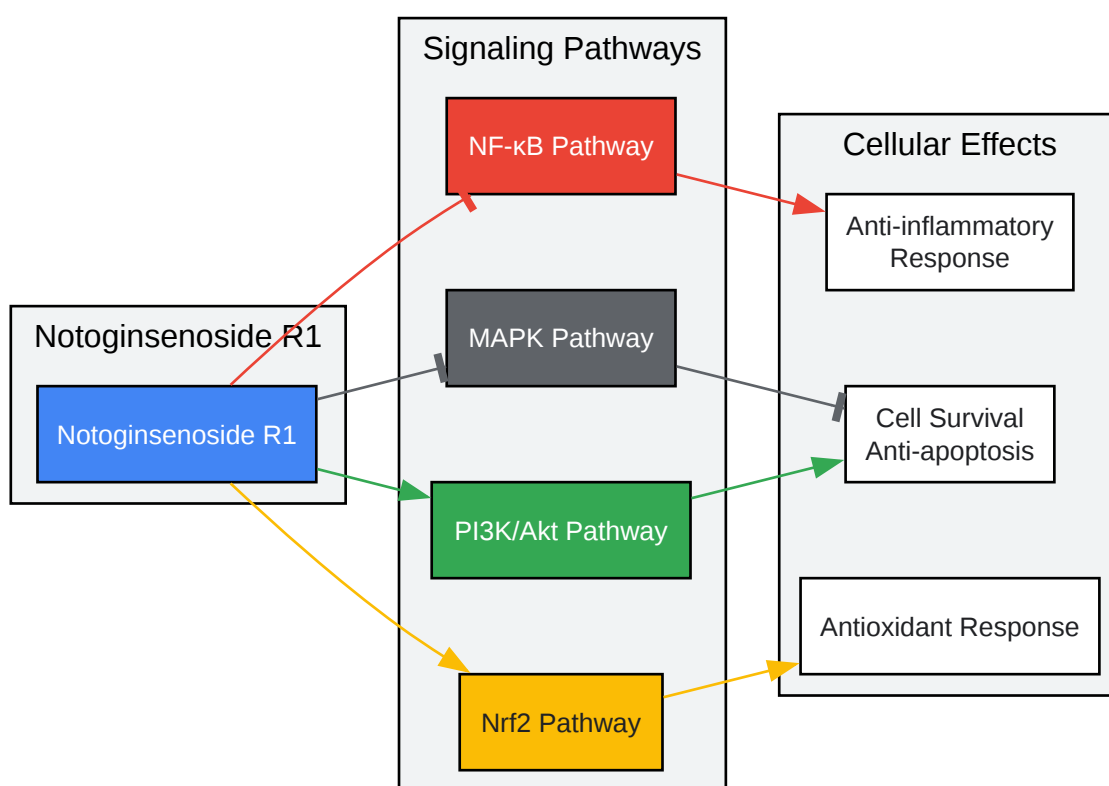 Notoginsenoside R1
Notoginsenoside R1
Signaling Pathways
NF-κB Pathway
MAPK Pathway
PI3K/Akt Pathway
Nrf2 Pathway
Cellular Effects
Anti-inflammatory
Response
Cell Survival
Anti-apoptosis
Antioxidant Response